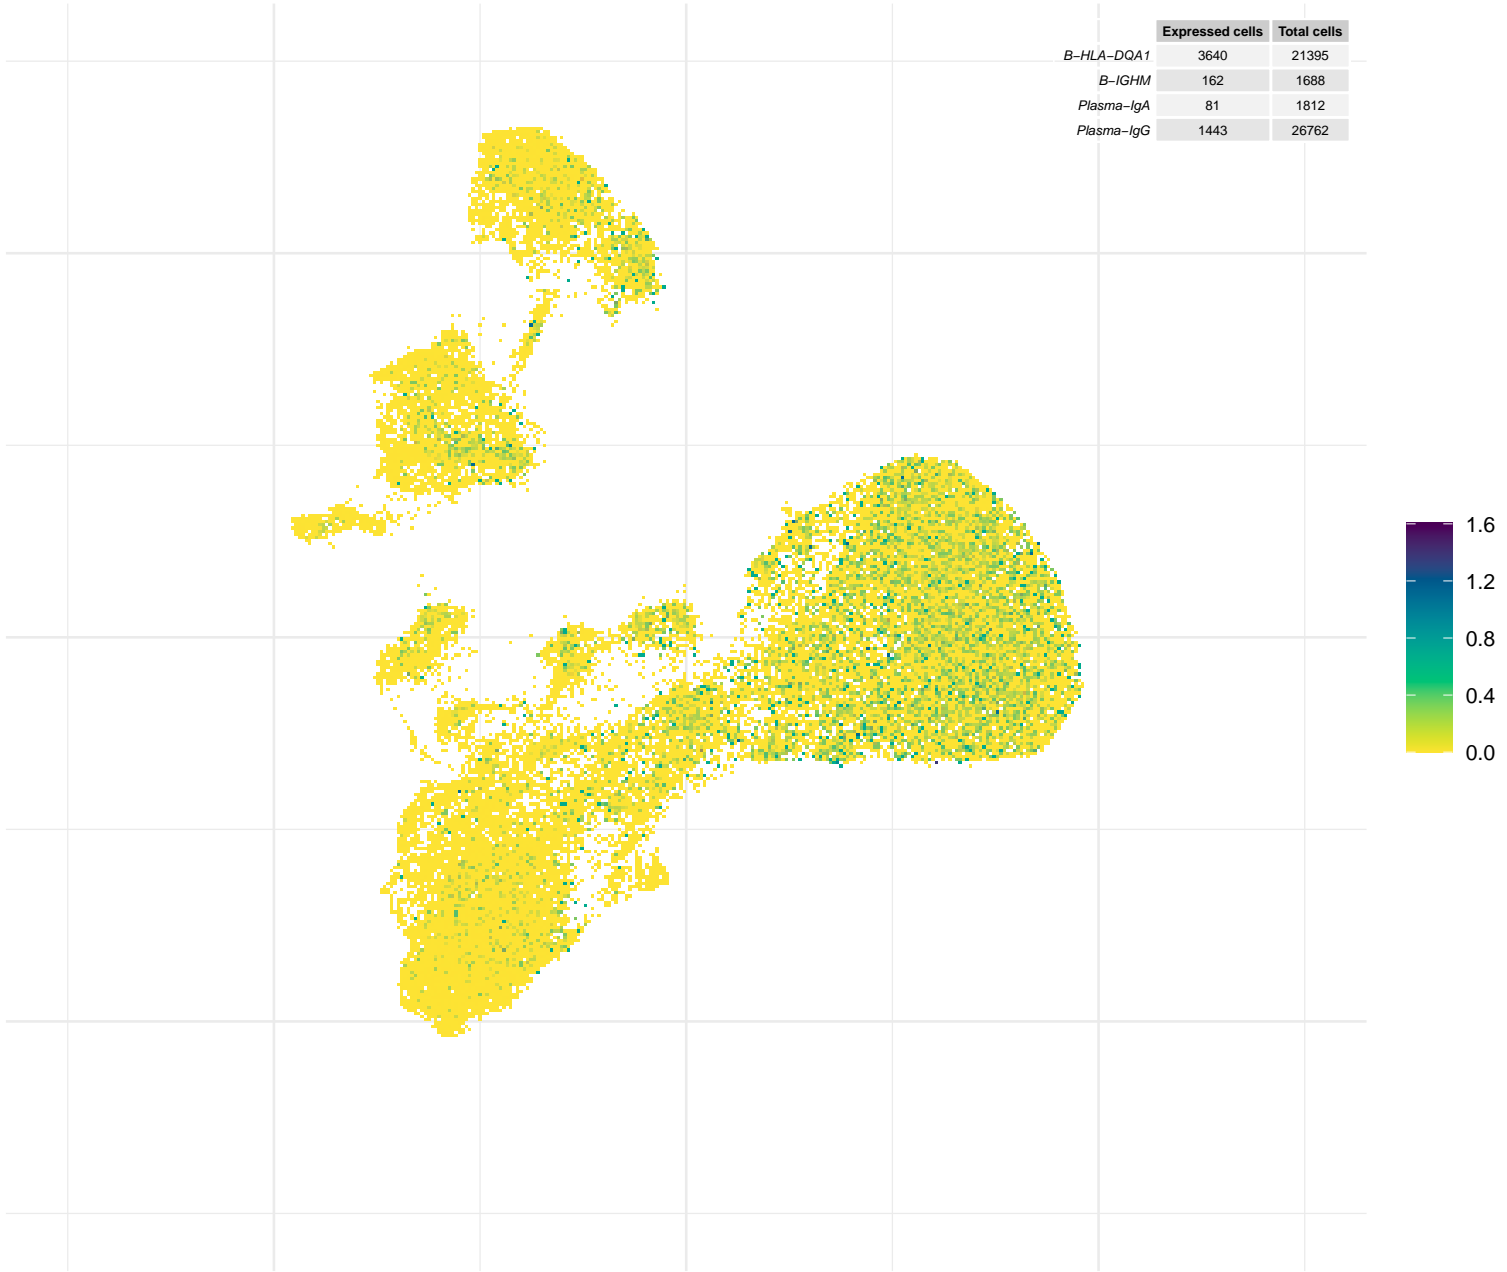 Expressed cells Total cells
B−HLA−DQA1 3640 21395
B−IGHM 162 1688
Plasma−IgA 81 1812
Plasma−IgG 1443 26762
1.6
1.2
0.8
0.4
0.0